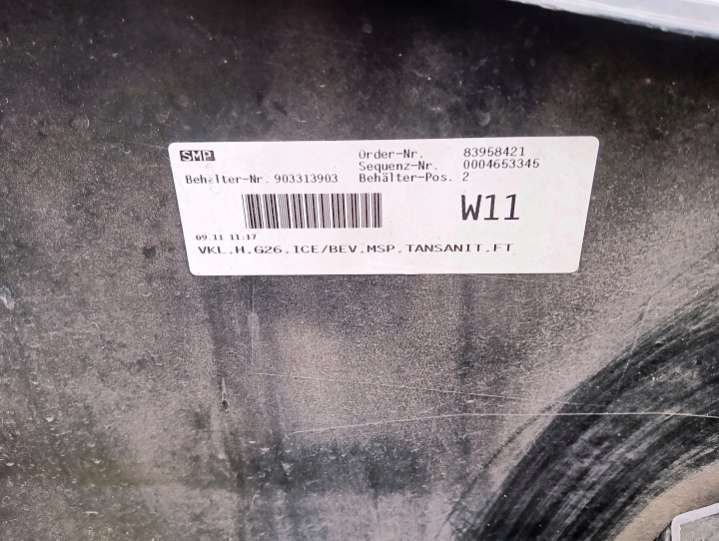 SMP
Order-Nr. 83958421
Sequenz-Nr. 0004653345
Behälter-Nr. 903313903 Behälter-Pos. 2
W11
09.11 11:17
VKL.H.G26.ICE/BEV.MSP.TANSANIT.FT